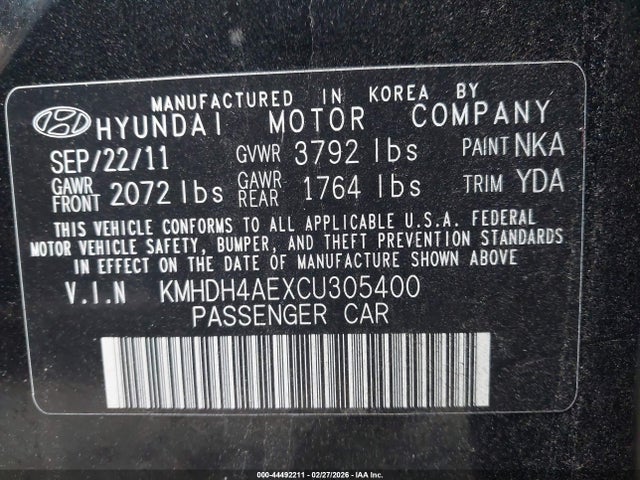 MANUFACTURED IN KOREA BY
HYUNDAI MOTOR COMPANY
SEP/22/11 GVWR 3792 lbs PAINT NKA
GAWR FRONT 2072 lbs GAWR REAR 1764 lbs TRIM YDA
THIS VEHICLE CONFORMS TO ALL APPLICABLE U.S.A. FEDERAL
MOTOR VEHICLE SAFETY, BUMPER, AND THEFT PREVENTION STANDARDS
IN EFFECT ON THE DATE OF MANUFACTURE SHOWN ABOVE
V.I.N KMHDH4AEXCU305400
PASSENGER CAR
000-44492211 - 02/27/2026 - IAA Inc.